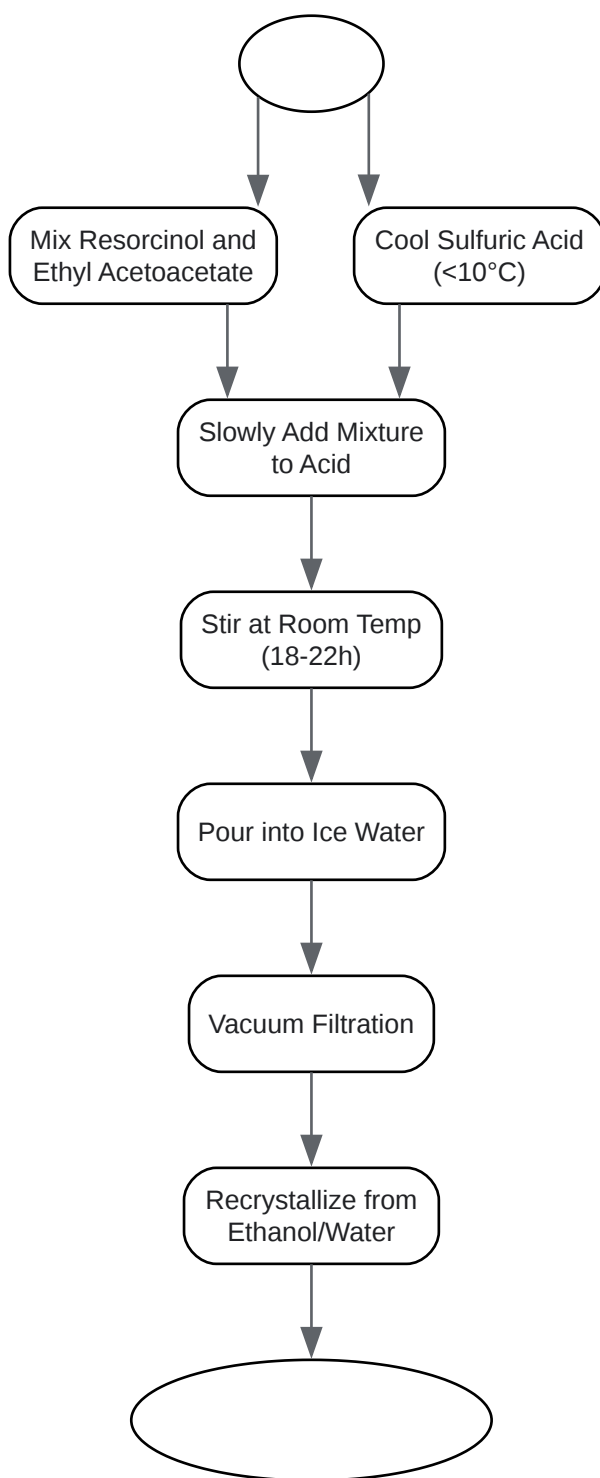 Mix Resorcinol and
Ethyl Acetoacetate
Cool Sulfuric Acid
(<10°C)
Slowly Add Mixture
to Acid
Stir at Room Temp
(18-22h)
Pour into Ice Water
Vacuum Filtration
Recrystallize from
Ethanol/Water